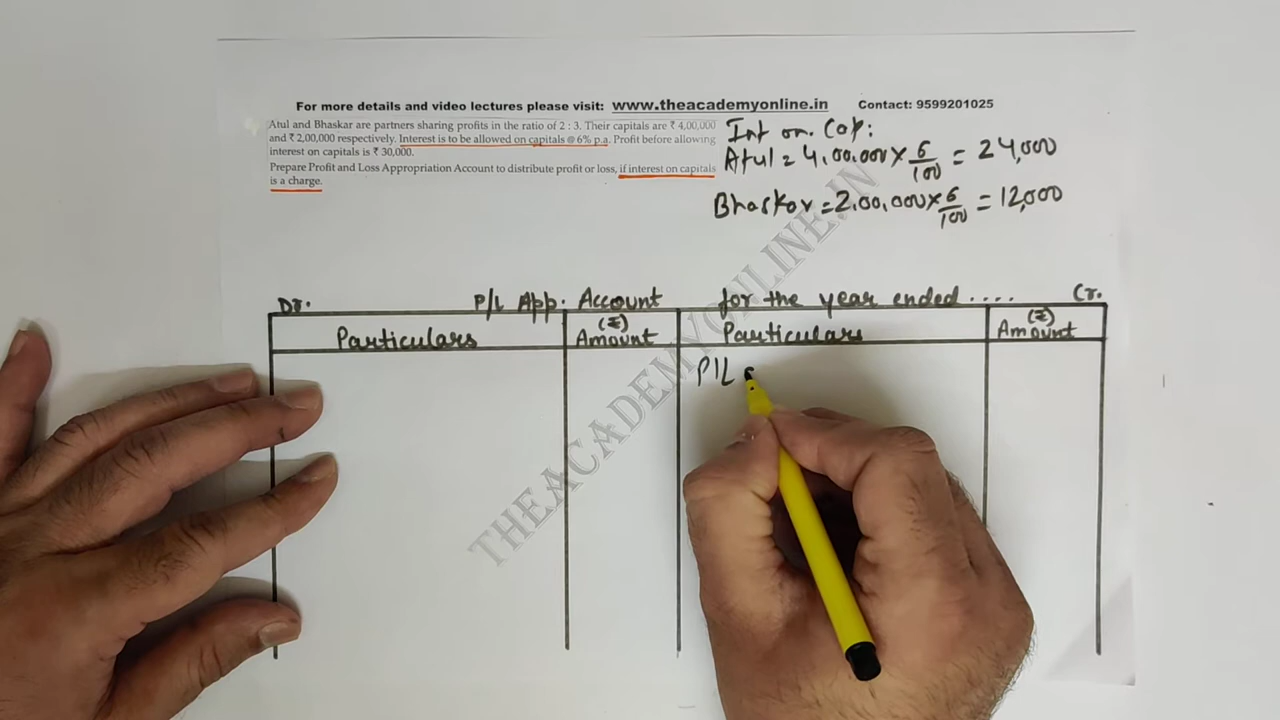 For more details and video lectures please visit: www.theacademyonline.in Contact: 9599201025
Atul and Bhaskar are partners sharing profits in the ratio of 2 : 3. Their capitals are ₹ 4,00,000
and ₹ 2,00,000 respectively. Interest is to be allowed on capitals @ 6% p.a. Profit before allowing
interest on capitals is ₹ 30,000.
Prepare Profit and Loss Appropriation Account to distribute profit or loss, if interest on capitals
is a charge.
Int on. Cap:
Atul = 4,00,000 × 6/100 = 24,000
Bhaskar = 2,00,000 × 6/100 = 12,000
Dr. P/L App. Account for the year ended .... Cr.
Particulars (₹) Amount Particulars (₹) Amount
P/L
THEACADEMYONLINE.IN